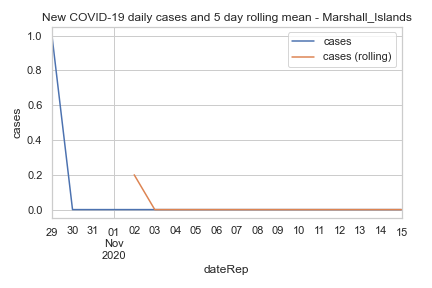 New COVID-19 daily cases and 5 day rolling mean - Marshall_Islands
cases
cases (rolling)
1.0
0.8
0.6
0.4
0.2
0.0
cases
29 30 31 01 02 03 04 05 06 07 08 09 10 11 12 13 14 15
Nov
2020
dateRep